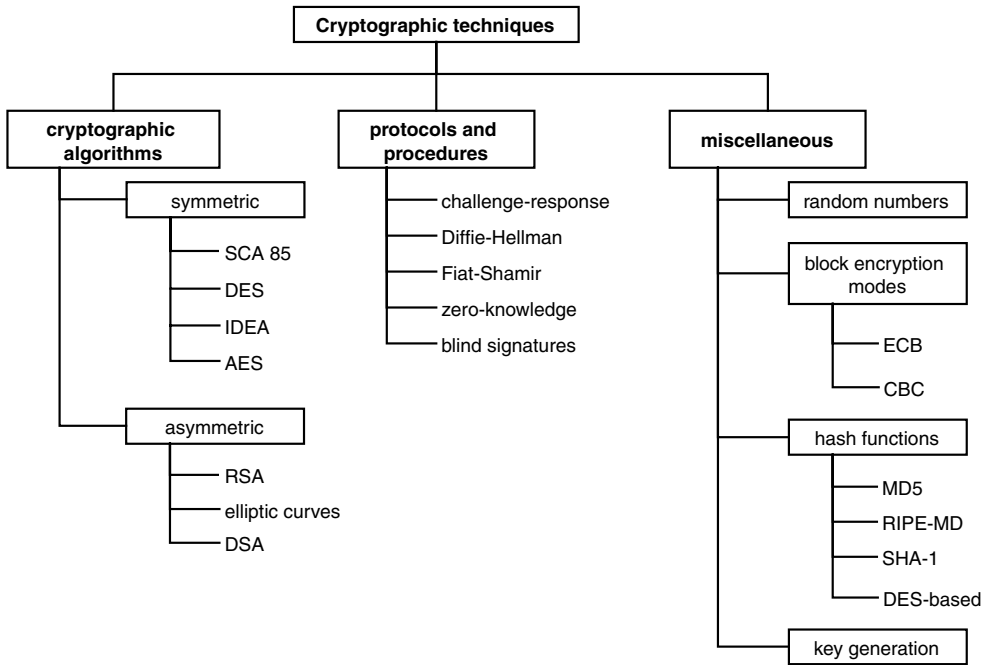 Cryptographic techniques
cryptographic
algorithms
symmetric
SCA 85
DES
IDEA
AES
asymmetric
RSA
elliptic curves
DSA
protocols and
procedures
challenge-response
Diffie-Hellman
Fiat-Shamir
zero-knowledge
blind signatures
miscellaneous
random numbers
block encryption
modes
ECB
CBC
hash functions
MD5
RIPE-MD
SHA-1
DES-based
key generation